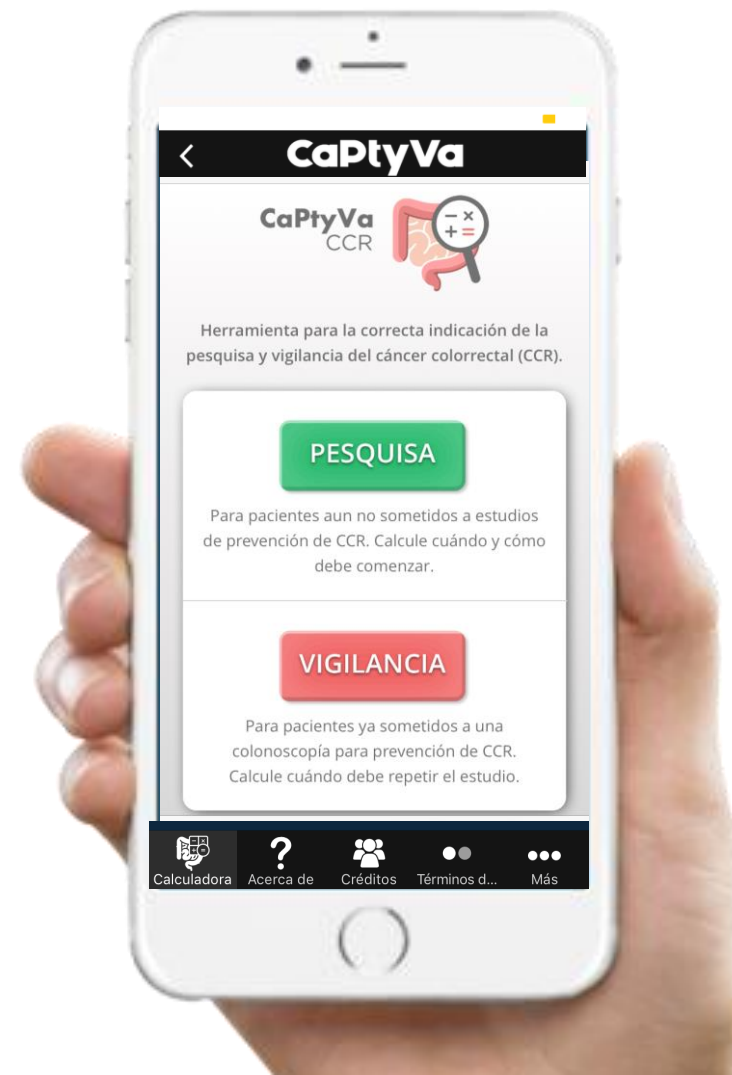 CaPtyVa
CaPtyVa
CCR
Herramienta para la correcta indicación de la
pesquisa y vigilancia del cáncer colorrectal (CCR).
PESQUISA
Para pacientes aun no sometidos a estudios
de prevención de CCR. Calcule cuándo y cómo
debe comenzar.
VIGILANCIA
Para pacientes ya sometidos a una
colonoscopía para prevención de CCR.
Calcule cuándo debe repetir el estudio.
Calculadora Acerca de Créditos Términos d... Más